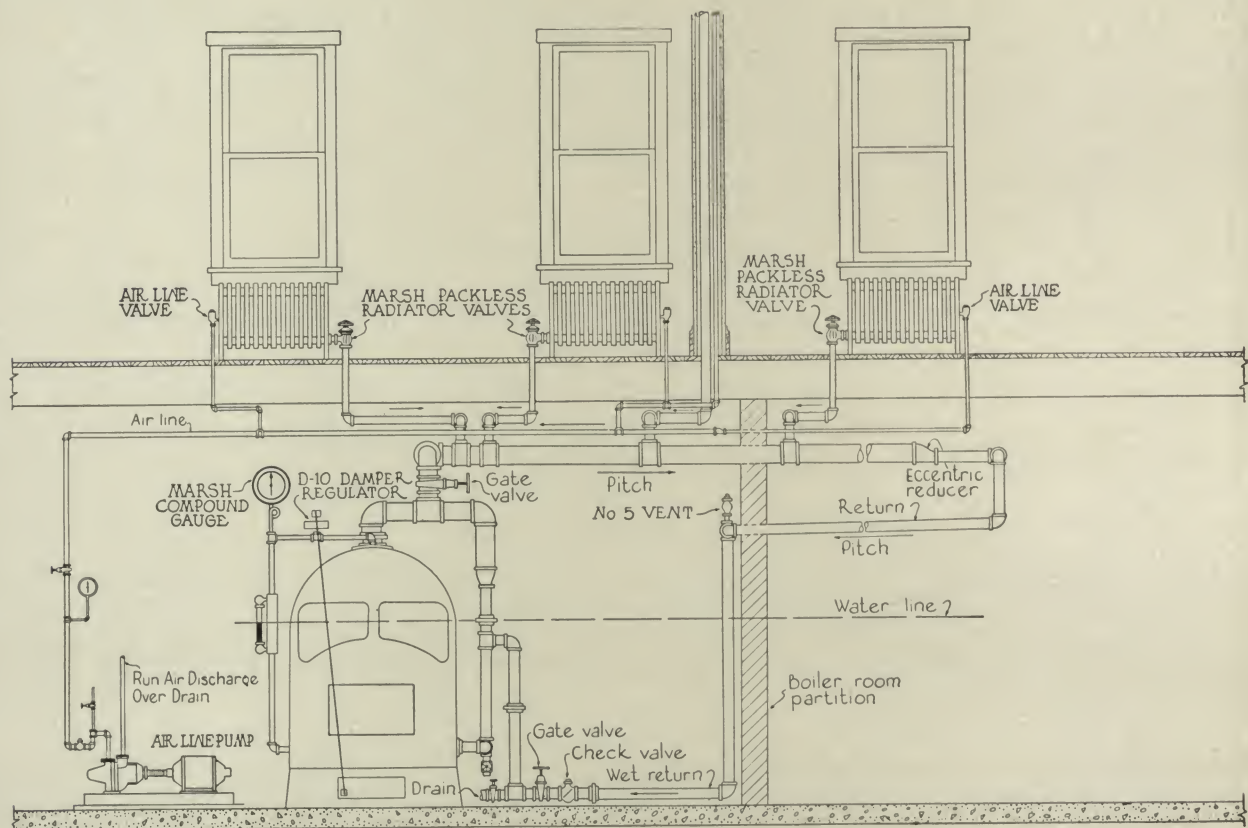 AIR LINE
VALVE
MARSH PACKLESS
RADIATOR VALVES
MARSH
PACKLESS
RADIATOR
VALVE
AIR LINE
VALVE
Air line
MARSH
COMPOUND
GAUGE
D-10 DAMPER
REGULATOR
Gate
valve
Pitch
Eccentric
reducer
No 5 VENT
Return
Pitch
Water line
Run Air Discharge
Over Drain
AIR LINE PUMP
Boiler room
partition
Gate valve
Check valve
Wet return
Drain